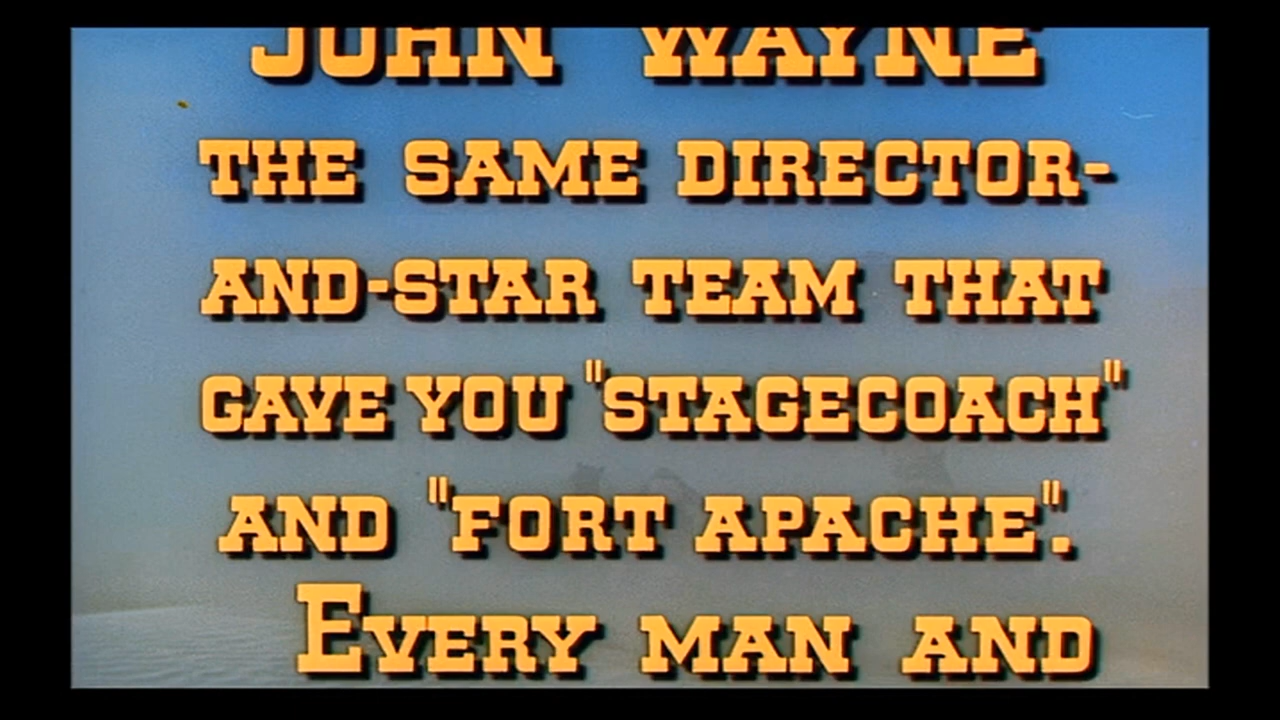 JOHN WAYNE
THE SAME DIRECTOR-
AND-STAR TEAM THAT
GAVE YOU "STAGECOACH"
AND "FORT APACHE".
EVERY MAN AND